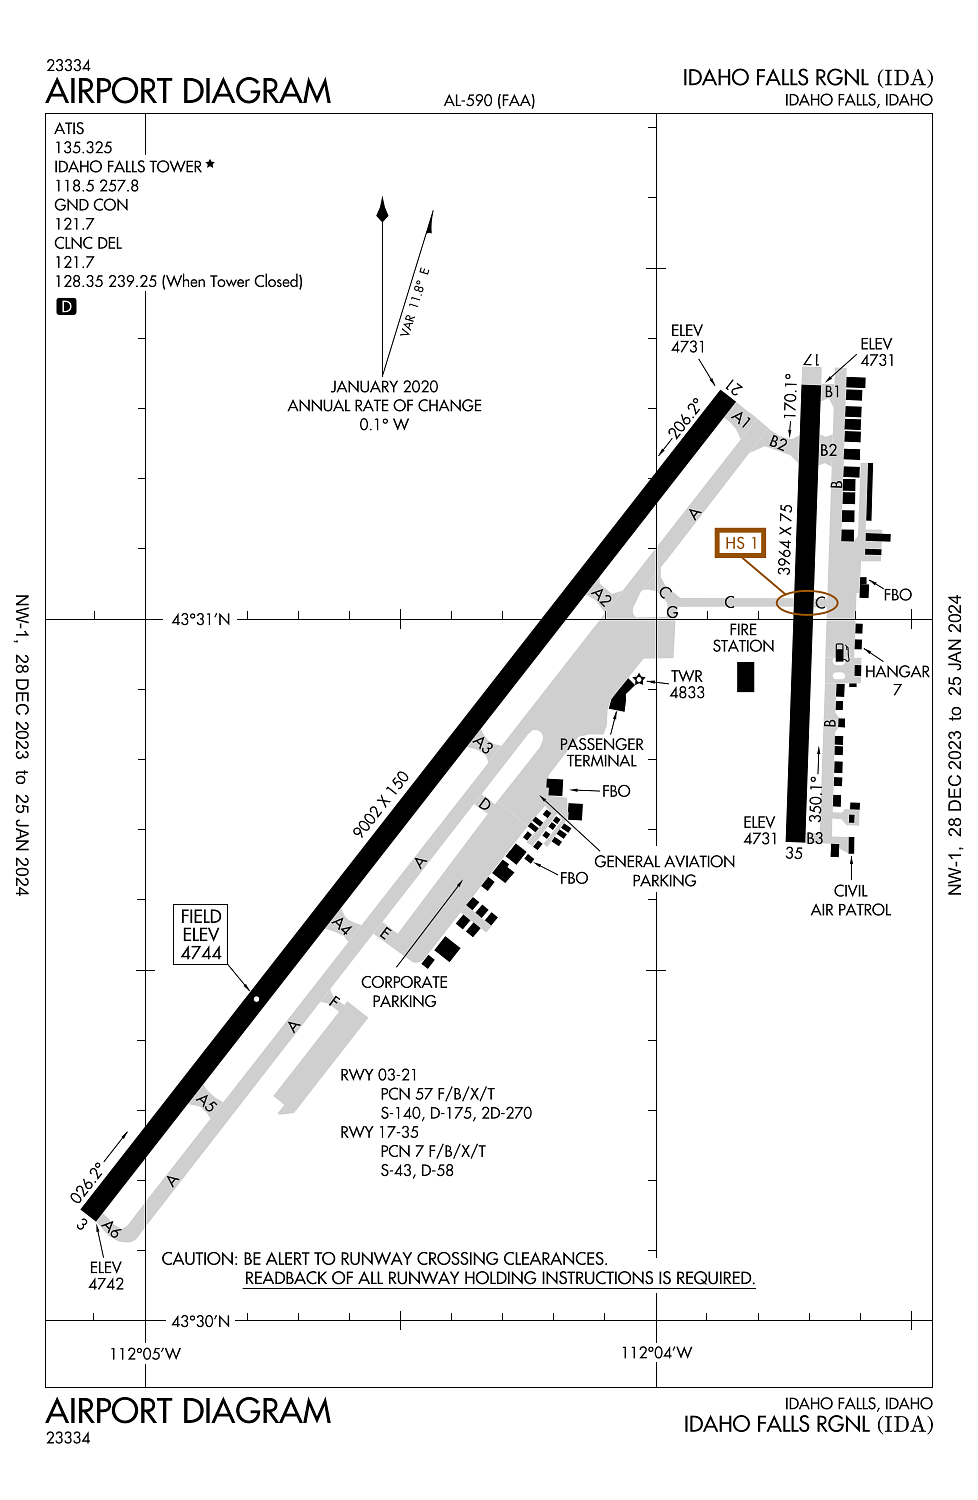 23334
AIRPORT DIAGRAM
AL-590 (FAA)
IDAHO FALLS RGNL (IDA)
IDAHO FALLS, IDAHO
ATIS
135.325
IDAHO FALLS TOWER ★
118.5 257.8
GND CON
121.7
CLNC DEL
121.7
128.35 239.25 (When Tower Closed)
D
VAR 11.8° E
JANUARY 2020
ANNUAL RATE OF CHANGE
0.1° W
ELEV
4731
21
206.2°
A1
17
ELEV
4731
170.1°
B1
B2
B2
B
A
3964 X 75
HS 1
A2
C
G
C
C
FBO
43°31'N
FIRE
STATION
HANGAR
7
TWR
4833
PASSENGER
TERMINAL
B
A3
D
FBO
9002 X 150
350.1°
ELEV
4731
35
B3
GENERAL AVIATION
PARKING
A
FBO
CIVIL
AIR PATROL
FIELD
ELEV
4744
A4
E
CORPORATE
PARKING
F
A
RWY 03-21
PCN 57 F/B/X/T
S-140, D-175, 2D-270
RWY 17-35
PCN 7 F/B/X/T
S-43, D-58
A5
A
026.2°
3
A6
ELEV
4742
CAUTION: BE ALERT TO RUNWAY CROSSING CLEARANCES.
READBACK OF ALL RUNWAY HOLDING INSTRUCTIONS IS REQUIRED.
43°30'N
112°05'W
112°04'W
NW-1, 28 DEC 2023 to 25 JAN 2024
NW-1, 28 DEC 2023 to 25 JAN 2024
AIRPORT DIAGRAM
23334
IDAHO FALLS, IDAHO
IDAHO FALLS RGNL (IDA)